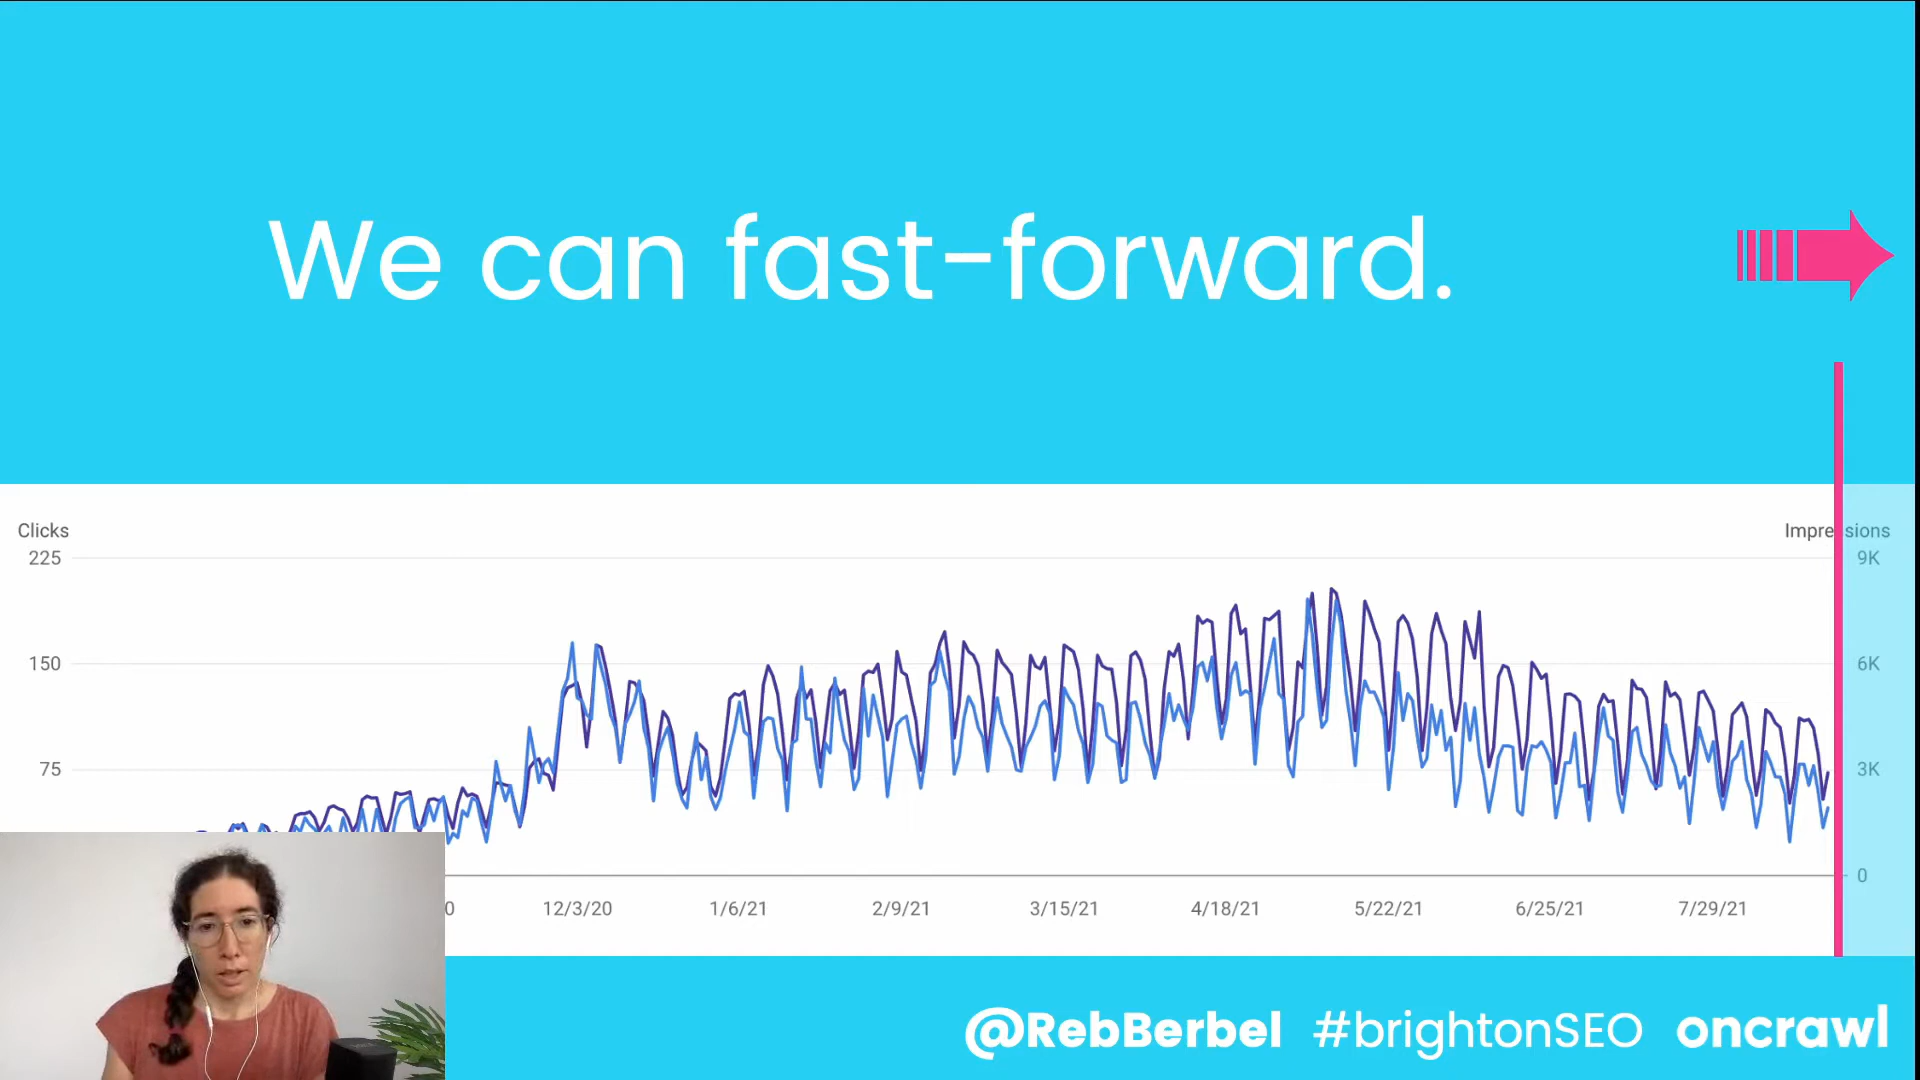 We can fast-forward.
Clicks Impressions
225 9K
150 6K
75 3K
0
0 12/3/20 1/6/21 2/9/21 3/15/21 4/18/21 5/22/21 6/25/21 7/29/21
@RebBerbel #brightonSEO oncrawl